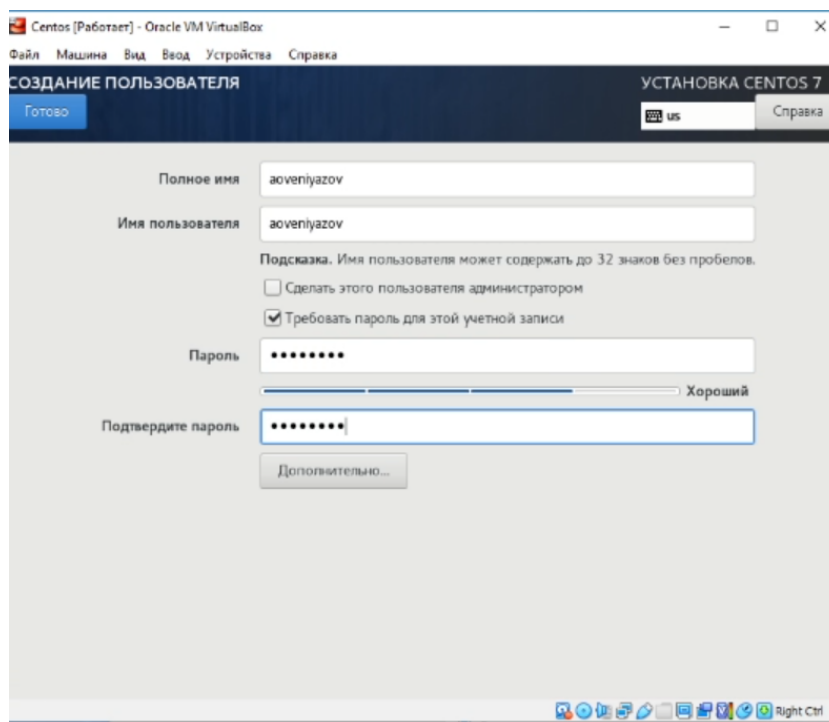 Centos [Работает] - Oracle VM VirtualBox
Файл Машина Вид Ввод Устройства Справка
СОЗДАНИЕ ПОЛЬЗОВАТЕЛЯ
УСТАНОВКА CENTOS 7
Готово
us
Справка
Полное имя
aoveniyazov
Имя пользователя
aoveniyazov
Подсказка. Имя пользователя может содержать до 32 знаков без пробелов.
Сделать этого пользователя администратором
Требовать пароль для этой учетной записи
Пароль
••••••••
Хороший
Подтвердите пароль
••••••••
Дополнительно...
Right Ctrl